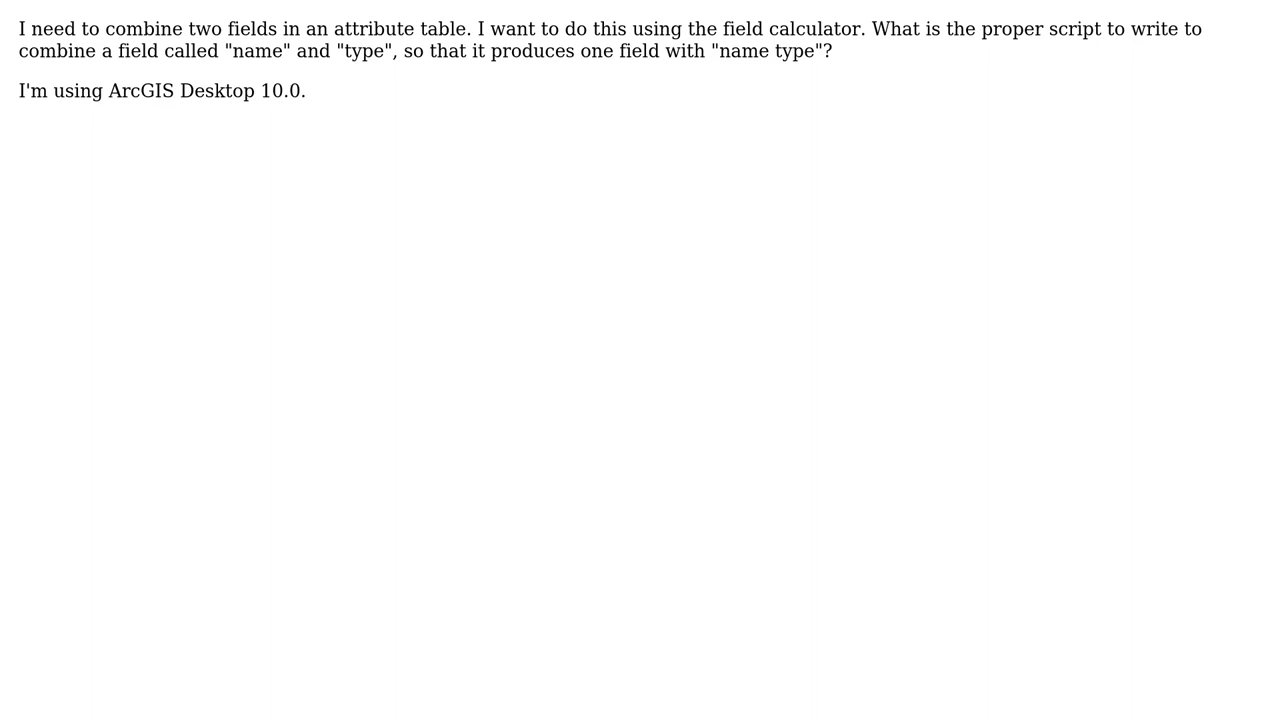 I need to combine two fields in an attribute table. I want to do this using the field calculator. What is the proper script to write to
combine a field called "name" and "type", so that it produces one field with "name type"?
I'm using ArcGIS Desktop 10.0.